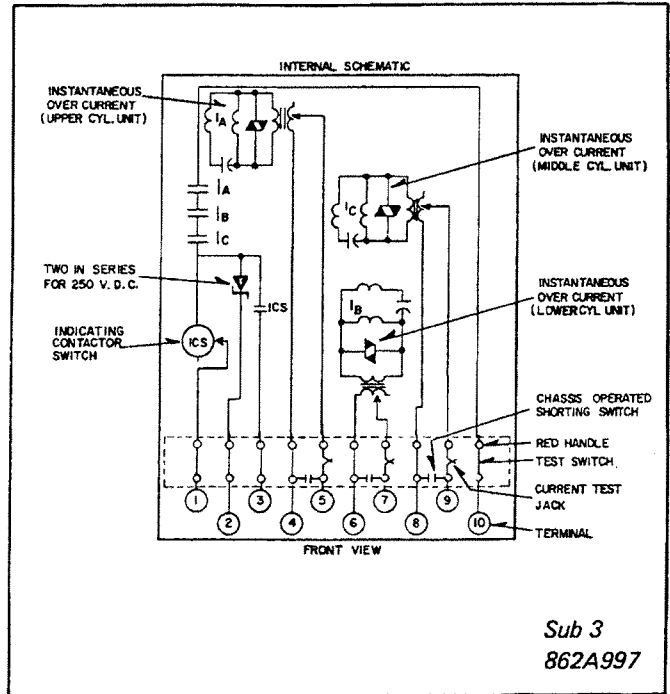 INTERNAL SCHEMATIC
INSTANTANEOUS
OVER CURRENT
(UPPER CYL. UNIT)
IA
INSTANTANEOUS
OVER CURRENT
(MIDDLE CYL. UNIT)
IC
IA
IB
IC
TWO IN SERIES
FOR 250 V. D. C.
ICS
INSTANTANEOUS
OVER CURRENT
(LOWER CYL UNIT)
IB
INDICATING
CONTACTOR
SWITCH
ICS
CHASSIS OPERATED
SHORTING SWITCH
RED HANDLE
TEST SWITCH
CURRENT TEST
JACK
TERMINAL
1
2
3
4
5
6
7
8
9
10
FRONT VIEW
Sub 3
862A997